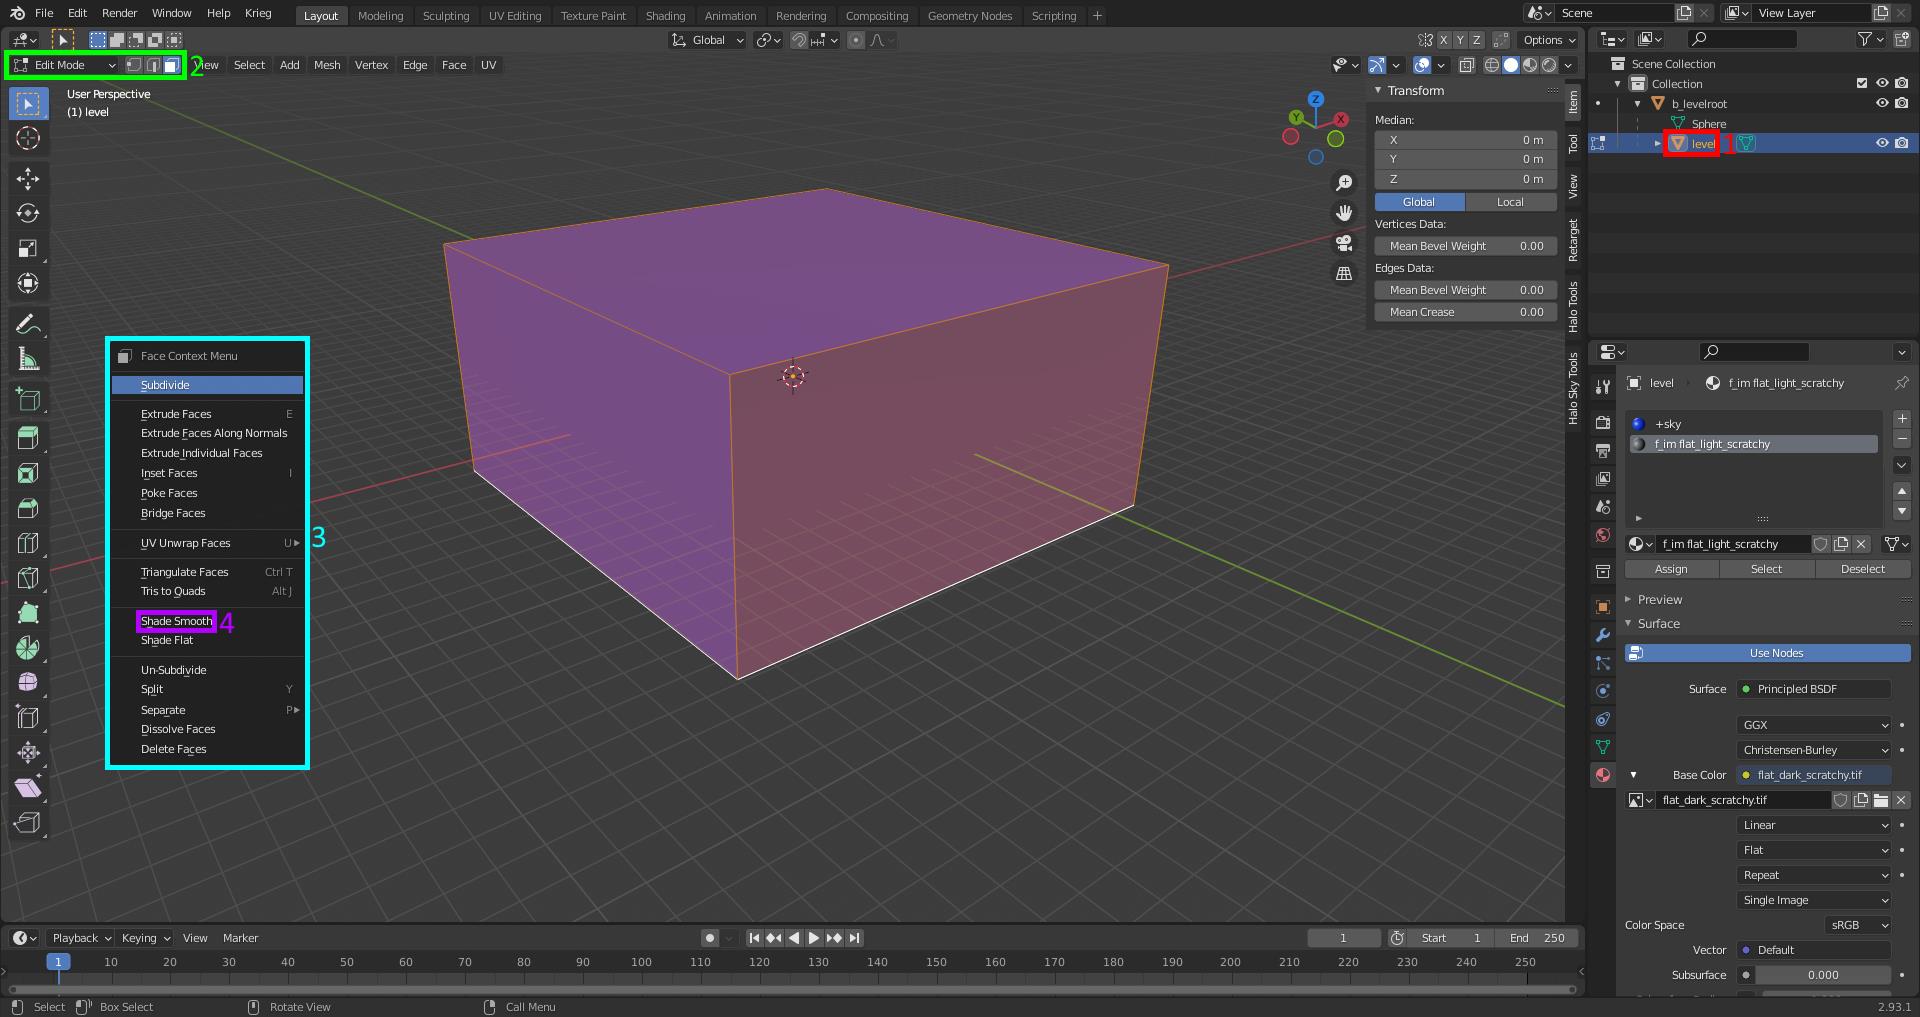 File Edit Render Window Help Krieg Layout Modeling Sculpting UV Editing Texture Paint Shading Animation Rendering Compositing Geometry Nodes Scripting + Scene View Layer
Global X Y Z Options
Edit Mode 2 View Select Add Mesh Vertex Edge Face UV
User Perspective
(1) level
Z
Y X
Transform
Median:
X 0 m
Y 0 m
Z 0 m
Global Local
Vertices Data:
Mean Bevel Weight 0.00
Edges Data:
Mean Bevel Weight 0.00
Mean Crease 0.00
Item
Tool
View
Retarget
Halo Tools
Halo Sky Tools
Scene Collection
Collection
b_levelroot
Sphere
level 1
Face Context Menu
Subdivide
Extrude Faces E
Extrude Faces Along Normals
Extrude Individual Faces
Inset Faces I
Poke Faces
Bridge Faces
UV Unwrap Faces U
3
Triangulate Faces Ctrl T
Tris to Quads Alt J
Shade Smooth 4
Shade Flat
Un-Subdivide
Split Y
Separate P
Dissolve Faces
Delete Faces
level f_im flat_light_scratchy
+sky
f_im flat_light_scratchy
f_im flat_light_scratchy
Assign Select Deselect
Preview
Surface
Use Nodes
Surface Principled BSDF
GGX
Christensen-Burley
Base Color flat_dark_scratchy.tif
flat_dark_scratchy.tif
Linear
Flat
Repeat
Single Image
Color Space sRGB
Vector Default
Subsurface 0.000
Playback Keying View Marker 1 Start 1 End 250
1 10 20 30 40 50 60 70 80 90 100 110 120 130 140 150 160 170 180 190 200 210 220 230 240 250
Select Box Select Rotate View Call Menu 2.93.1